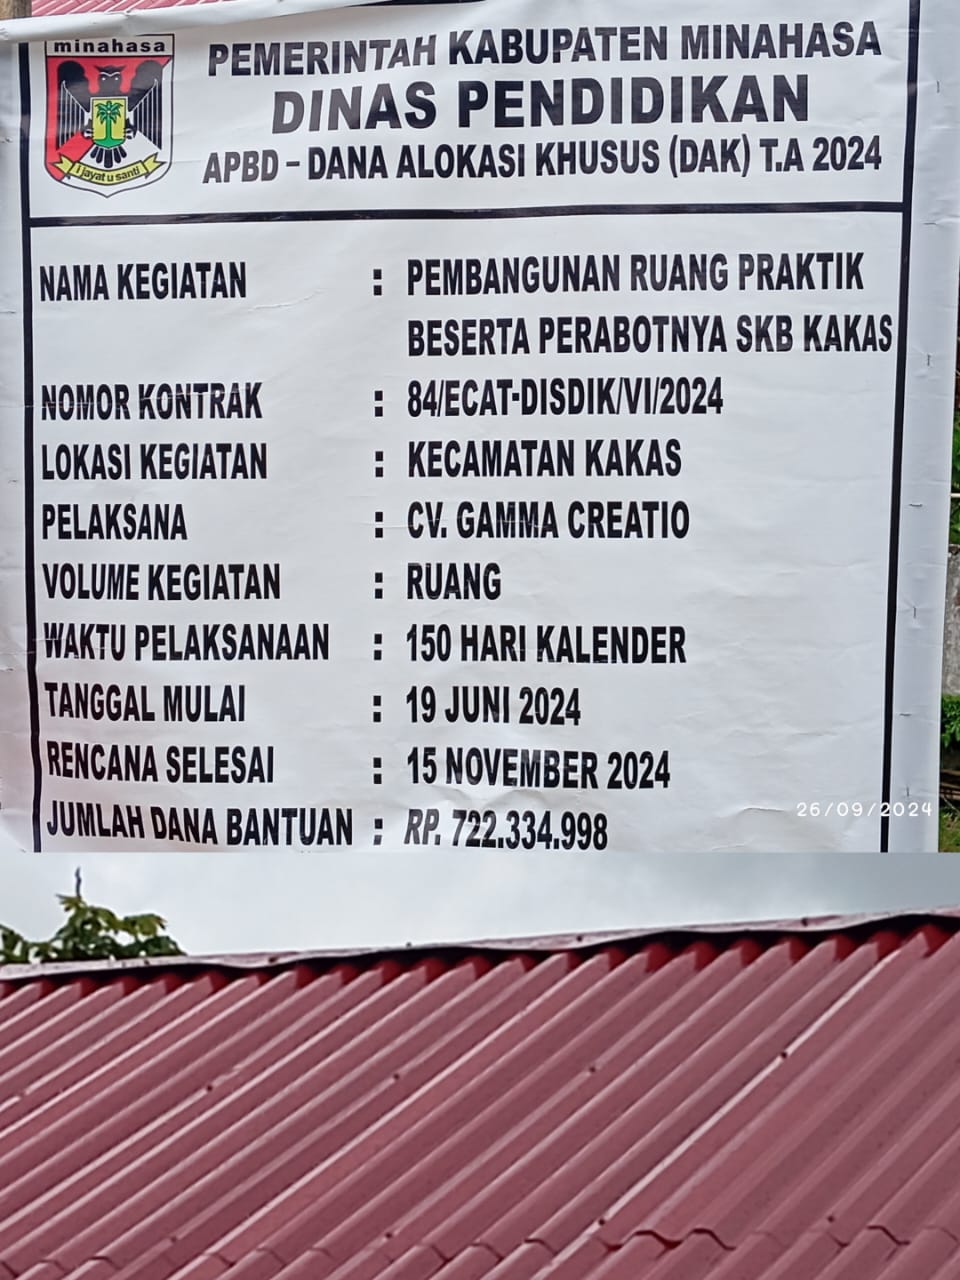 minahasa
I jayat u santi
PEMERINTAH KABUPATEN MINAHASA
DINAS PENDIDIKAN
APBD – DANA ALOKASI KHUSUS (DAK) T.A 2024
NAMA KEGIATAN : PEMBANGUNAN RUANG PRAKTIK
BESERTA PERABOTNYA SKB KAKAS
NOMOR KONTRAK : 84/ECAT-DISDIK/VI/2024
LOKASI KEGIATAN : KECAMATAN KAKAS
PELAKSANA : CV. GAMMA CREATIO
VOLUME KEGIATAN : RUANG
WAKTU PELAKSANAAN : 150 HARI KALENDER
TANGGAL MULAI : 19 JUNI 2024
RENCANA SELESAI : 15 NOVEMBER 2024
JUMLAH DANA BANTUAN : RP. 722.334.998
26/09/2024